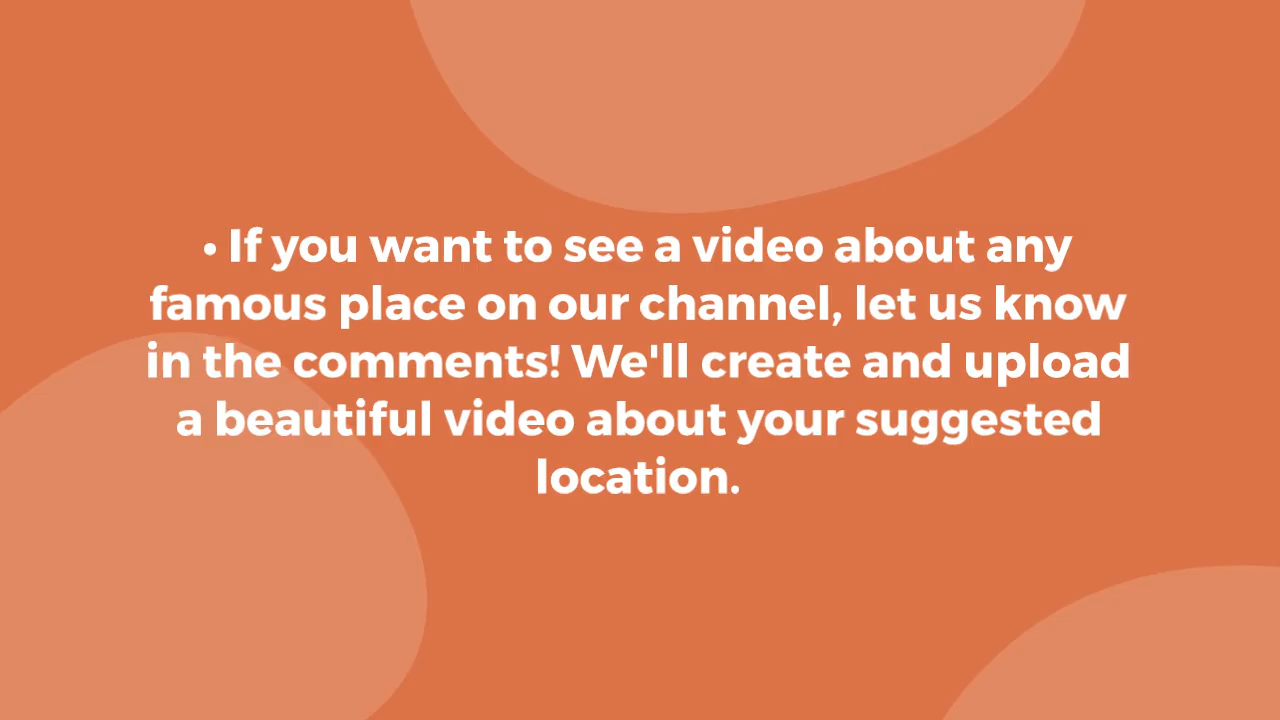 • If you want to see a video about any
famous place on our channel, let us know
in the comments! We'll create and upload
a beautiful video about your suggested
location.